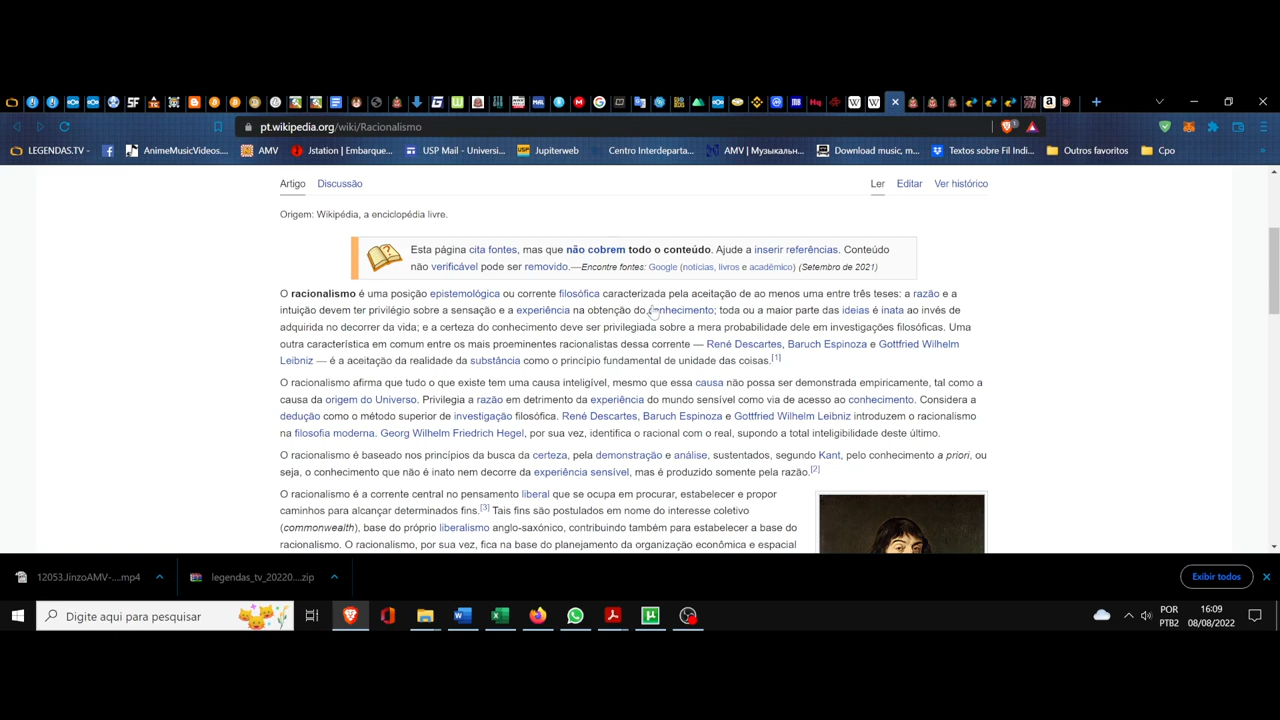 pt.wikipedia.org/wiki/Racionalismo
LEGENDAS.TV
AnimeMusicVideos...
AMV
Jstation | Embarque...
USP Mail - Universi...
Jupiterweb
Centro Interdeparta...
AMV | Музыкальн...
Download music, m...
Textos sobre Fil Indi...
Outros favoritos
Cpo
Artigo Discussão
Ler Editar Ver histórico
Origem: Wikipédia, a enciclopédia livre.
Esta página cita fontes, mas que não cobrem todo o conteúdo. Ajude a inserir referências. Conteúdo
não verificável pode ser removido.—Encontre fontes: Google (notícias, livros e acadêmico) (Setembro de 2021)
O racionalismo é uma posição epistemológica ou corrente filosófica caracterizada pela aceitação de ao menos uma entre três teses: a razão e a
intuição devem ter privilégio sobre a sensação e a experiência na obtenção do conhecimento; toda ou a maior parte das ideias é inata ao invés de
adquirida no decorrer da vida; e a certeza do conhecimento deve ser privilegiada sobre a mera probabilidade dele em investigações filosóficas. Uma
outra característica em comum entre os mais proeminentes racionalistas dessa corrente — René Descartes, Baruch Espinoza e Gottfried Wilhelm
Leibniz — é a aceitação da realidade da substância como o princípio fundamental de unidade das coisas.[1]
O racionalismo afirma que tudo o que existe tem uma causa inteligível, mesmo que essa causa não possa ser demonstrada empiricamente, tal como a
causa da origem do Universo. Privilegia a razão em detrimento da experiência do mundo sensível como via de acesso ao conhecimento. Considera a
dedução como o método superior de investigação filosófica. René Descartes, Baruch Espinoza e Gottfried Wilhelm Leibniz introduzem o racionalismo
na filosofia moderna. Georg Wilhelm Friedrich Hegel, por sua vez, identifica o racional com o real, supondo a total inteligibilidade deste último.
O racionalismo é baseado nos princípios da busca da certeza, pela demonstração e análise, sustentados, segundo Kant, pelo conhecimento a priori, ou
seja, o conhecimento que não é inato nem decorre da experiência sensível, mas é produzido somente pela razão.[2]
O racionalismo é a corrente central no pensamento liberal que se ocupa em procurar, estabelecer e propor
caminhos para alcançar determinados fins.[3] Tais fins são postulados em nome do interesse coletivo
(commonwealth), base do próprio liberalismo anglo-saxónico, contribuindo também para estabelecer a base do
racionalismo. O racionalismo, por sua vez, fica na base do planejamento da organização econômica e espacial
12053.JinzoAMV-....mp4
legendas_tv_20220....zip
Exibir todos
Digite aqui para pesquisar
POR
PTB2
16:09
08/08/2022